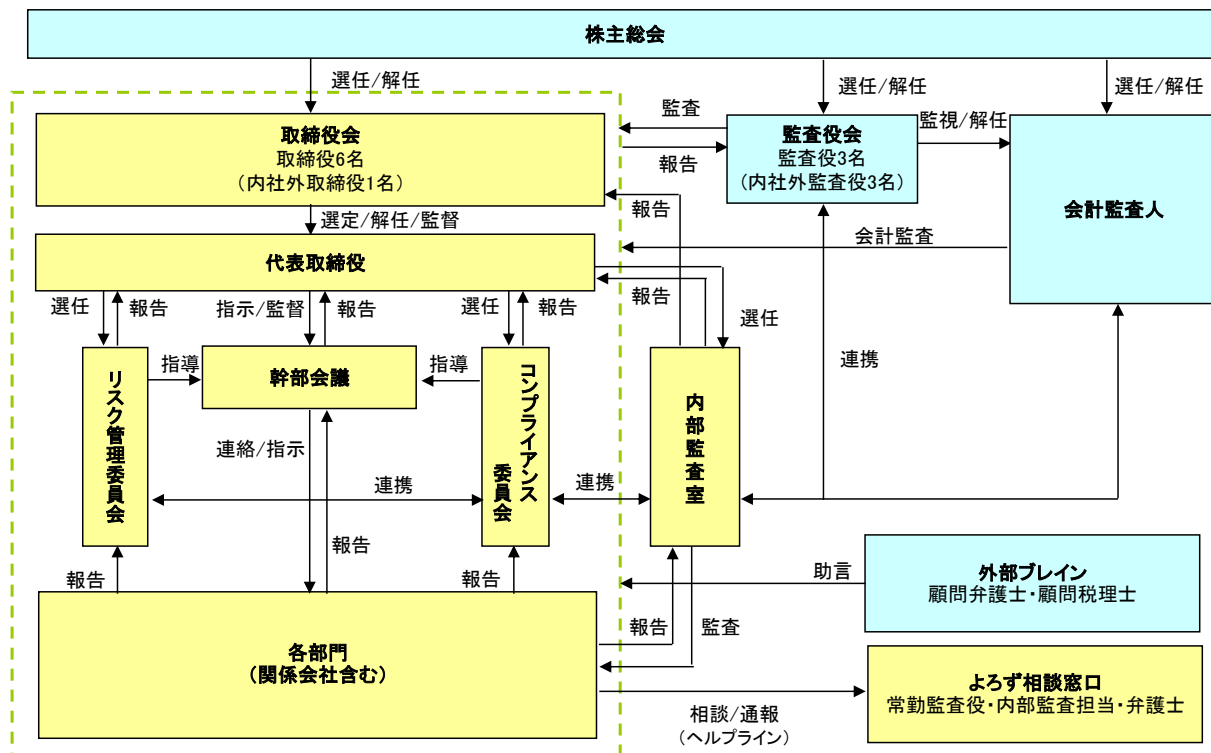 株主総会
選任/解任
選任/解任
選任/解任
取締役会
取締役6名
(内社外取締役1名)
監査
報告
監査役会
監査役3名
(内社外監査役3名)
監視/解任
会計監査人
報告
選定/解任/監督
会計監査
代表取締役
報告
選任
報告
指示/監督
報告
選任
報告
選任
リスク管理委員会
指導
幹部会議
指導
コンプライアンス
委員会
内部監査室
連携
連絡/指示
連携
連携
報告
報告
報告
助言
外部ブレイン
顧問弁護士・顧問税理士
各部門
(関係会社含む)
報告
監査
よろず相談窓口
常勤監査役・内部監査担当・弁護士
相談/通報
(ヘルプライン)